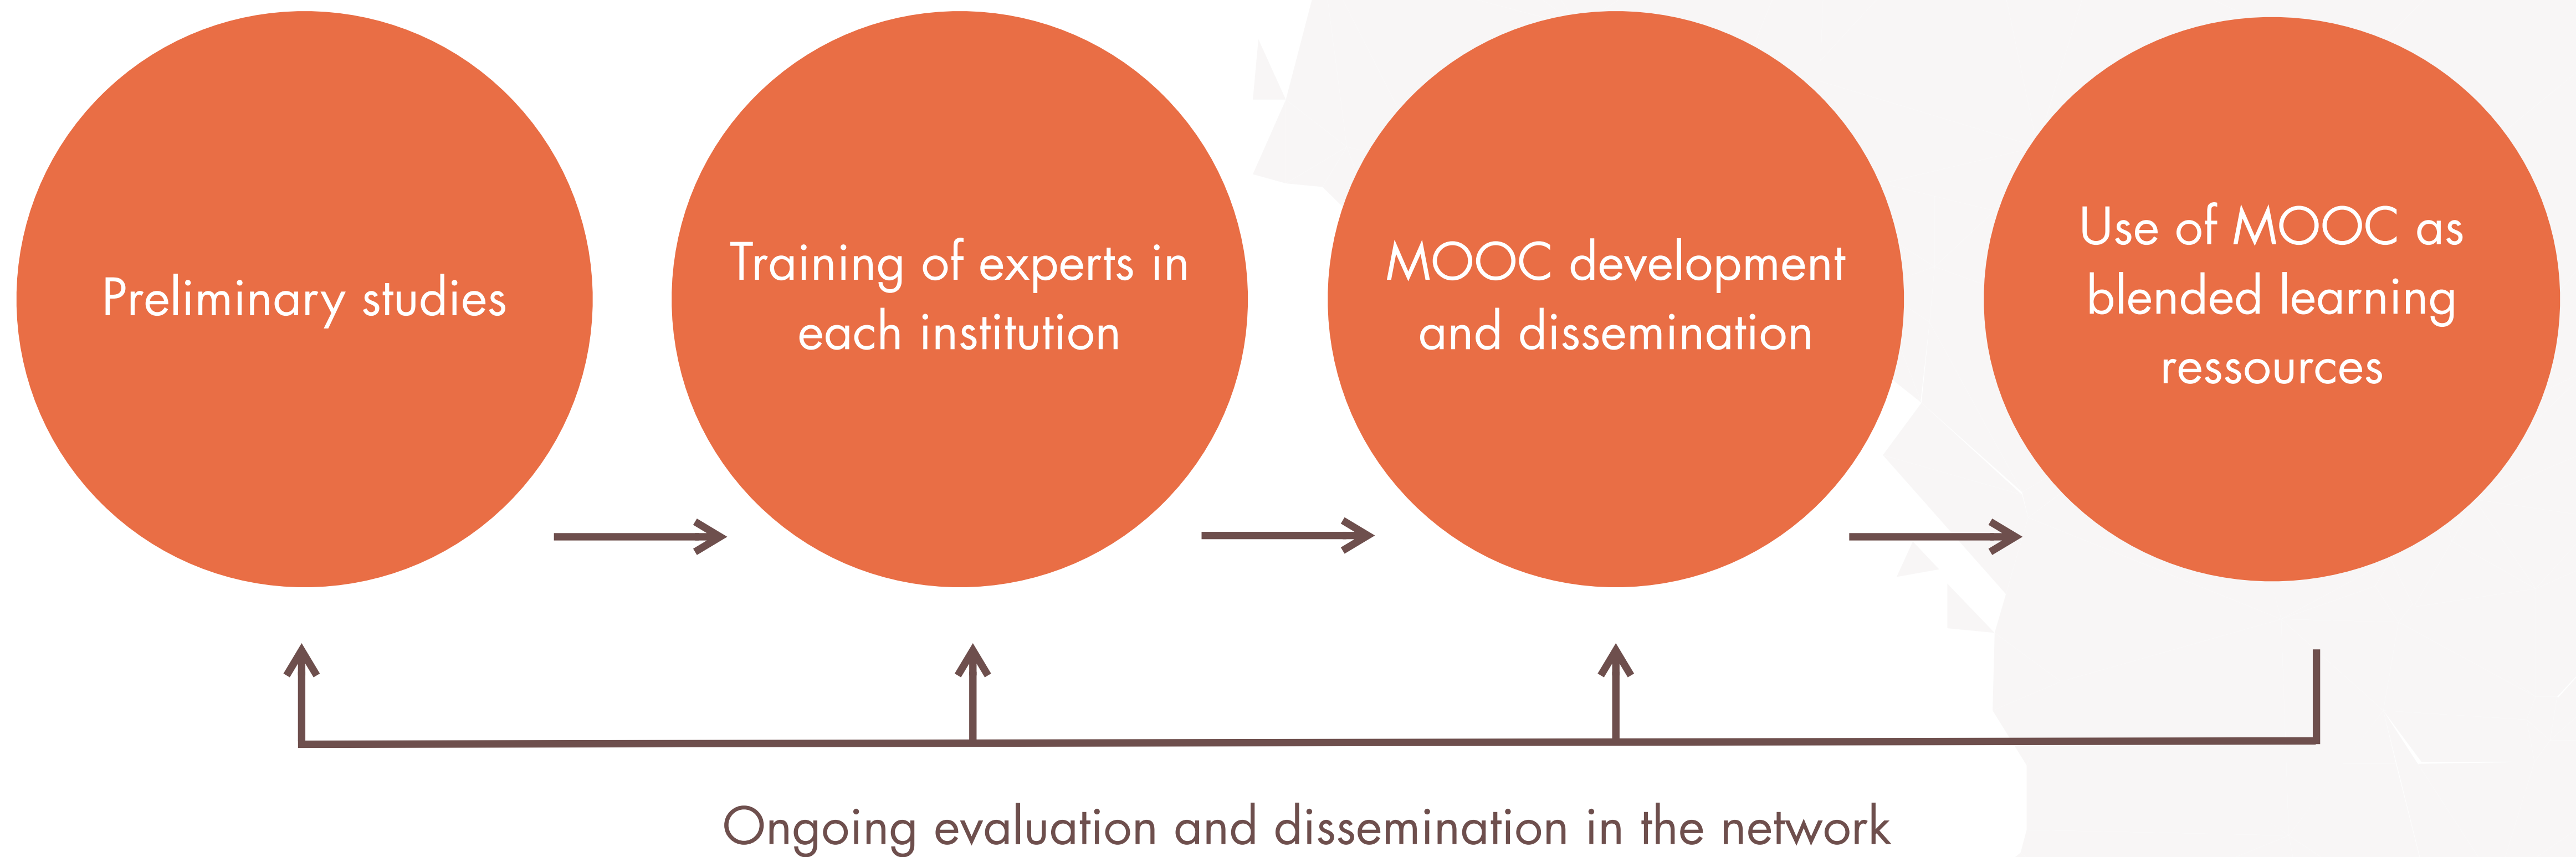 Preliminary studies
Training of experts in
each institution
MOOC development
and dissemination
Use of MOOC as
blended learning
ressources
Ongoing evaluation and dissemination in the network